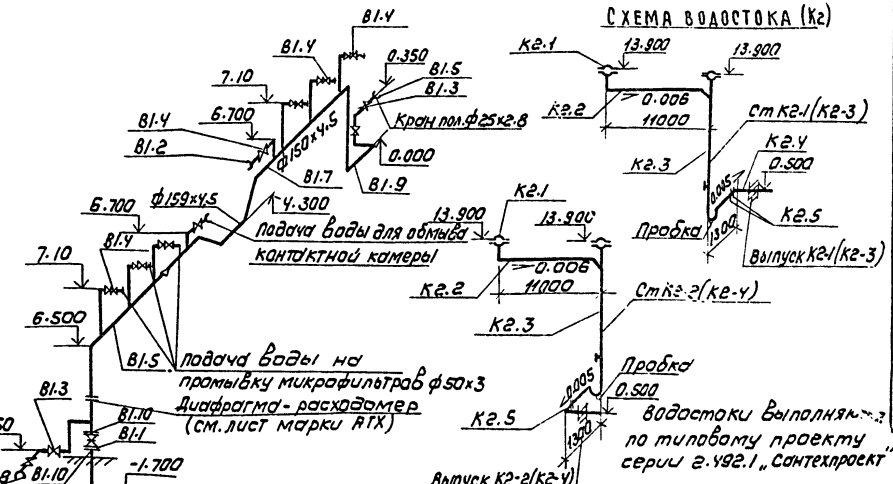 СХЕМА ВОДОСТОКА (К2)
В1.4
В1.4
0.350
В1.5
В1.3
7.10
Кран пол.ф25х2.8
В1.4
6.700
В1.2
ф150х4.5
В1.7
0.000
В1.9
ф159х4.5
6.700
4.300
В1.4
Подача воды для обмыва
контактной камеры
7.10
6.500
В1.5
Подача воды на
промывку микрофильтров ф50х3
Диафрагма-расходомер
(см.лист марки АТХ)
В1.3
В1.10
В1.1
В1.10
-1.700
К2.1
13.900
13.900
К2.2
0.006
11000
Ст К2-1(К2-3)
К2.4
0.500
К2.3
0.005
Пробка
1300
К2.5
Выпуск К2-1(К2-3)
К2.1
13.900
13.900
К2.2
0.006
11000
Ст К2-2(К2-4)
К2.3
Пробка
0.005
0.500
К2.5
1300
Выпуск К2-2(К2-4)
Водостоки
по типовому проекту
серии 2.492.1 „Сантехпроект"